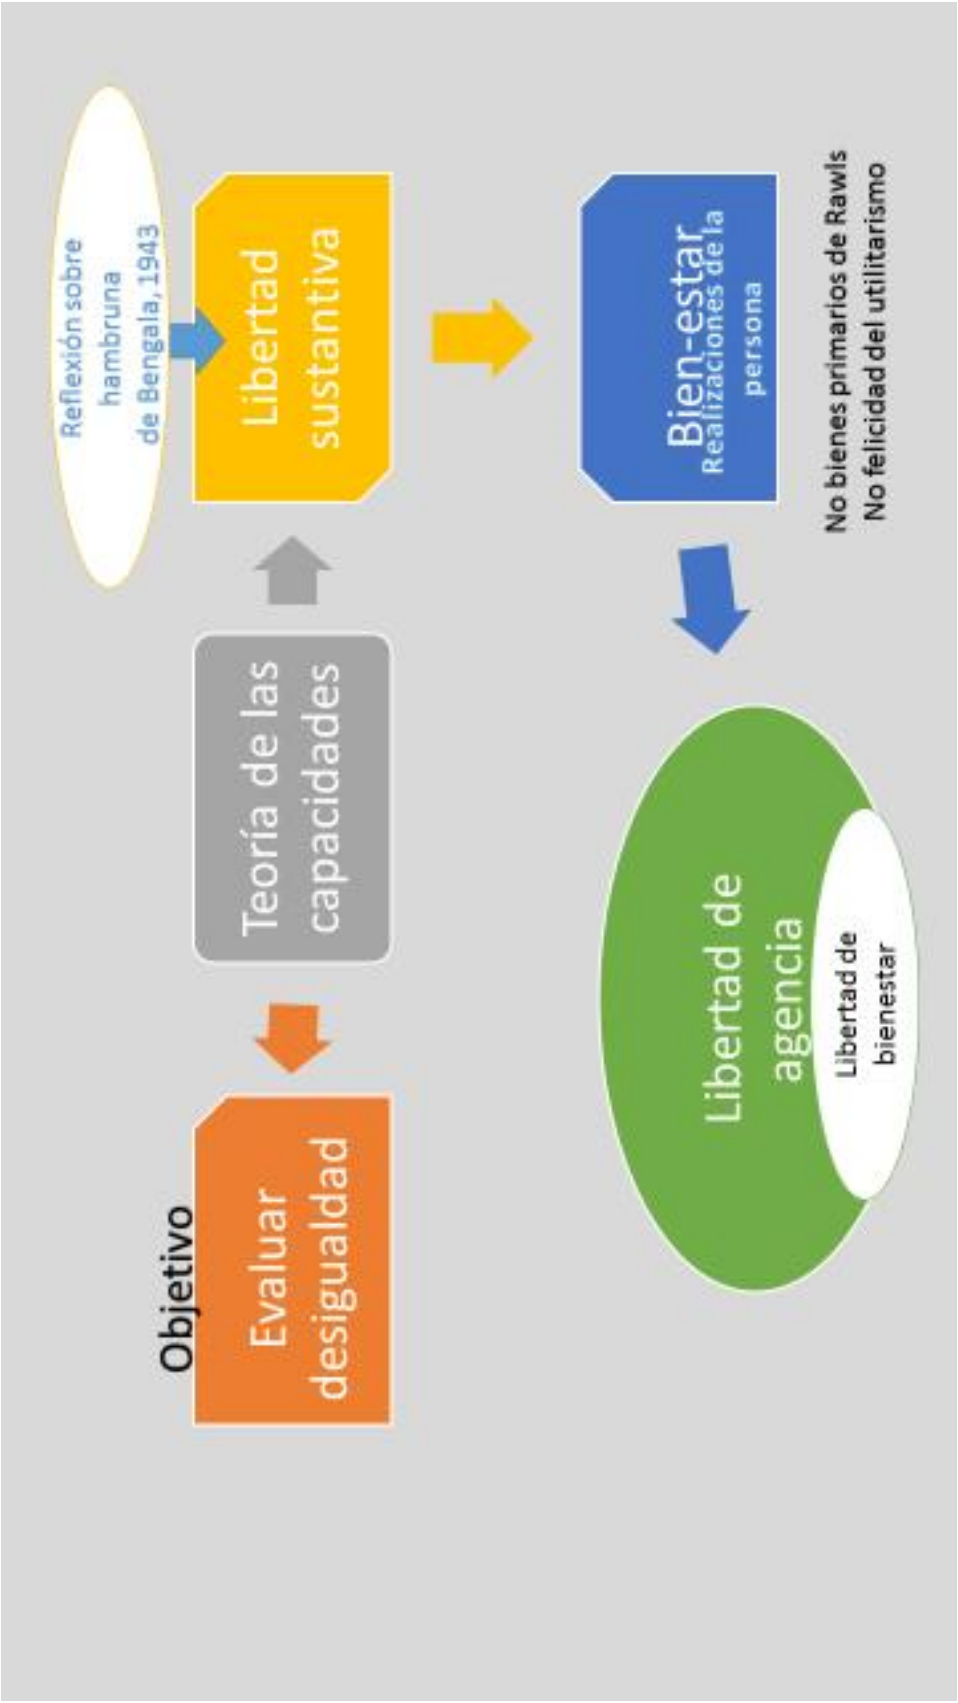 Objetivo
Evaluar
desigualdad
Teoría de las
capacidades
Reflexión sobre
hambruna
de Bengala, 1943
Libertad
sustantiva
Bien-estar
Realizaciones de la
persona
No bienes primarios de Rawls
No felicidad del utilitarismo
Libertad de
agencia
Libertad de
bienestar